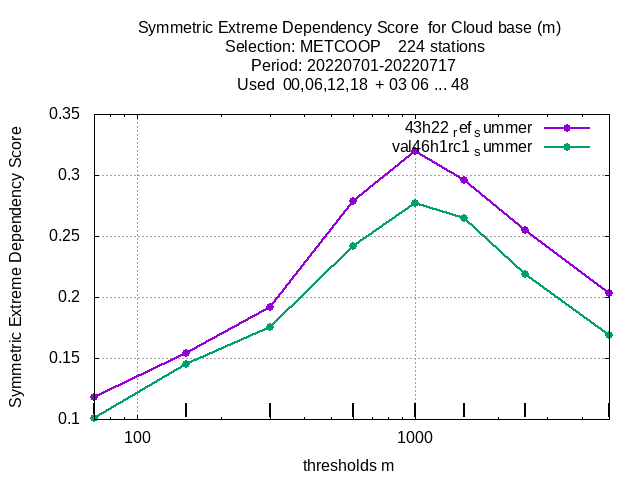 Symmetric Extreme Dependency Score for Cloud base (m)
Selection: METCOOP 224 stations
Period: 20220701-20220717
Used 00,06,12,18 + 03 06 ... 48
Symmetric Extreme Dependency Score
0.35
0.3
0.25
0.2
0.15
0.1
43h22 ref summer
val46h1rc1 summer
100
1000
thresholds m